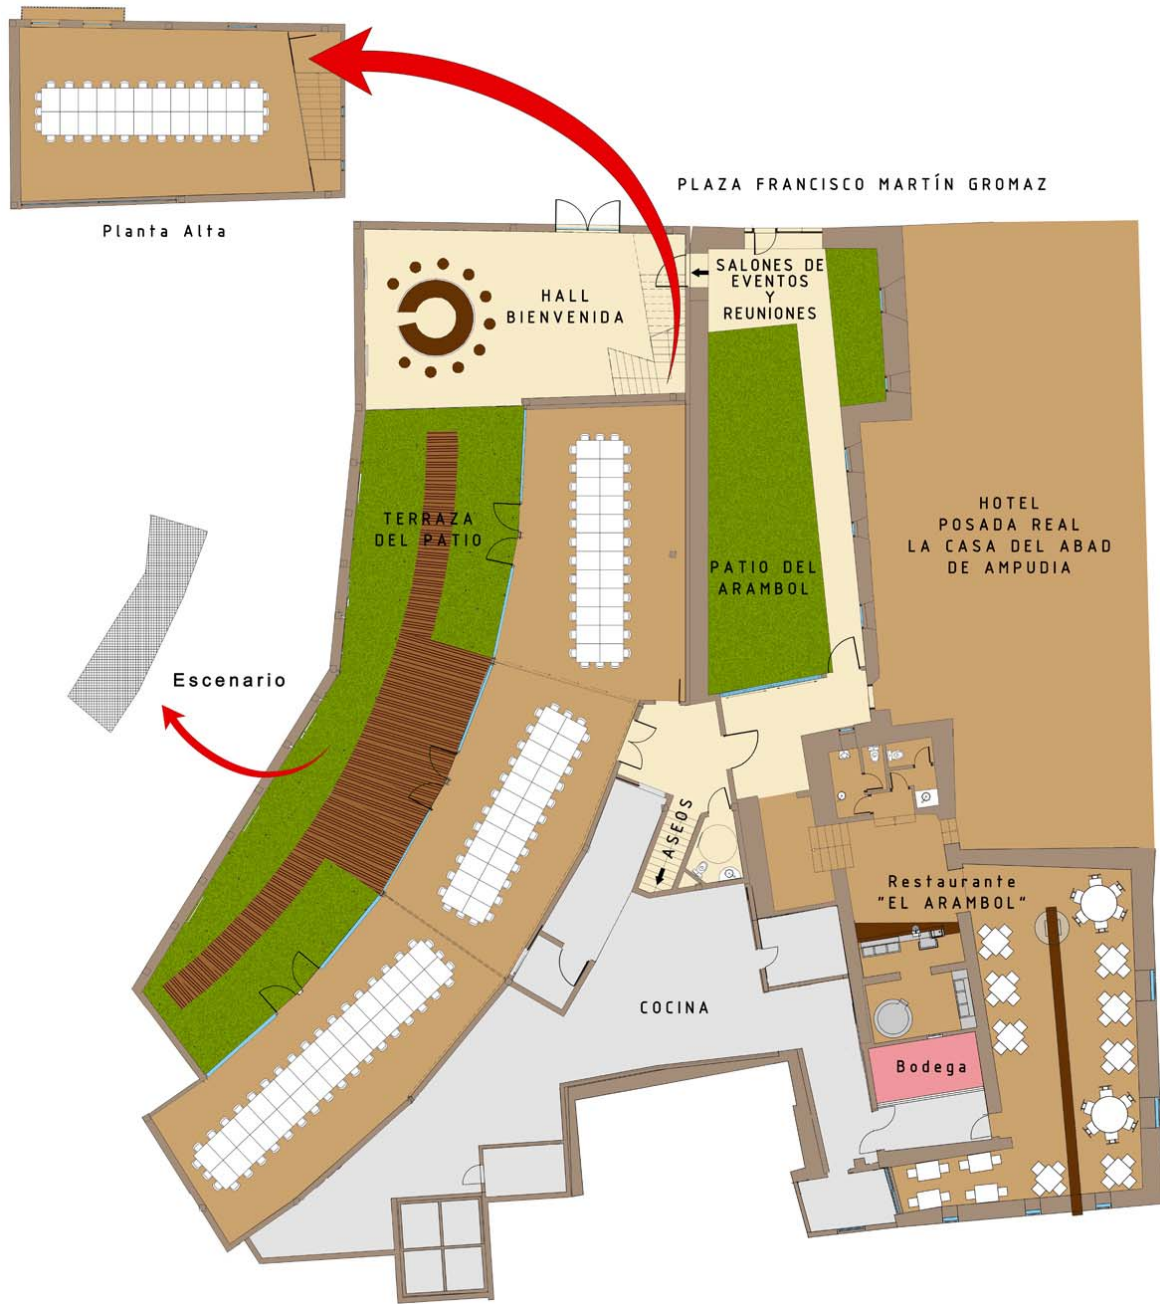 Planta Alta
PLAZA FRANCISCO MARTÍN GROMAZ
SALONES DE
EVENTOS
Y
REUNIONES
HALL
BIENVENIDA
TERRAZA
DEL PATIO
PATIO DEL
ARAMBOL
HOTEL
POSADA REAL
LA CASA DEL ABAD
DE AMPUDIA
Escenario
ASEOS
Restaurante
"EL ARAMBOL"
COCINA
Bodega